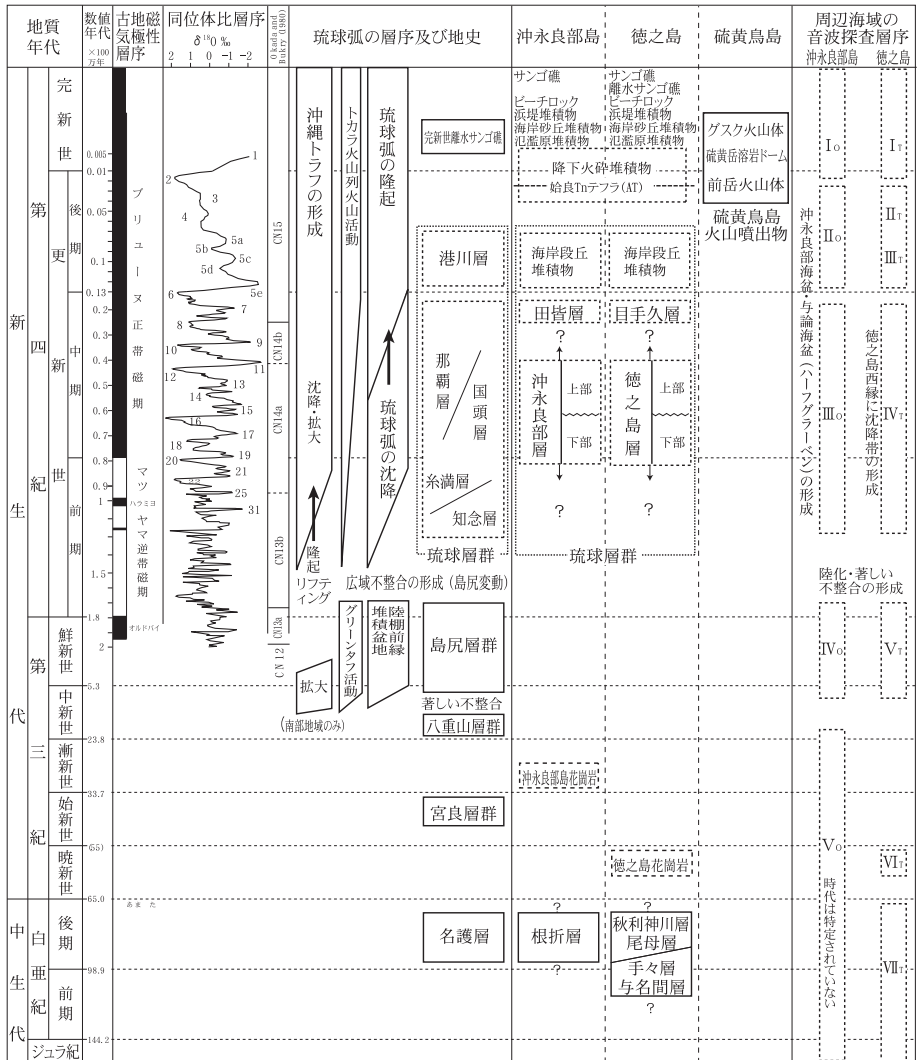 地質年代
数値年代
×100万年
古地磁気極性層序
同位体比層序
δ18O ‰
2 1 0 -1 -2
Okada and Bukry (1980)
琉球弧の層序及び地史
沖永良部島
徳之島
硫黄鳥島
周辺海域の音波探査層序
沖永良部島
徳之島
新生代
第四紀
完新世
更新世
後期
中期
前期
第三紀
鮮新世
中新世
漸新世
始新世
暁新世
中生代
白亜紀
後期
前期
ジュラ紀
0.005
0.01
0.05
0.1
0.13
0.2
0.3
0.4
0.5
0.6
0.7
0.8
0.9
1
1.5
1.8
2
5.3
23.8
33.7
(55)
65.0
98.9
144.2
ブリューヌ正帯磁期
マツヤマ逆帯磁期
ハラミヨ
オルドバイ
あまた
1
2
3
4
5a
5b
5c
5d
5e
6
7
8
9
10
11
12
13
14
15
16
17
18
19
20
21
22
25
31
CN15
CN14b
CN14a
CN13b
CN13a
CN12
沖縄トラフの形成
沈降・拡大
隆起
リフティング
トカラ火山列火山活動
琉球弧の隆起
琉球弧の沈降
広域不整合の形成(島尻変動)
拡大
(南部地域のみ)
グリーンタフ活動
陸棚前縁堆積盆地
完新世離水サンゴ礁
港川層
那覇層
国頭層
糸満層
知念層
琉球層群
島尻層群
著しい不整合
八重山層群
宮良層群
名護層
サンゴ礁
ビーチロック
浜堤堆積物
海岸砂丘堆積物
氾濫原堆積物
サンゴ礁
離水サンゴ礁
ビーチロック
浜堤堆積物
海岸砂丘堆積物
氾濫原堆積物
降下火砕堆積物
姶良Tnテフラ(AT)
海岸段丘堆積物
海岸段丘堆積物
田皆層
目手久層
?
?
沖永良部層
上部
下部
徳之島層
上部
下部
?
?
琉球層群
沖永良部島花崗岩
徳之島花崗岩
?
?
根折層
?
秋利神川層
尾母層
手々層
与名間層
?
グスク火山体
硫黄岳溶岩ドーム
前岳火山体
硫黄鳥島
火山噴出物
沖永良部海盆・与論海盆(ハーフグラーベン)の形成
徳之島西縁に沈降帯の形成
陸化・著しい
不整合の形成
時代は特定されていない
ⅠO
ⅡO
ⅢO
ⅣO
ⅤO
ⅠT
ⅡT
ⅢT
ⅣT
ⅤT
ⅥT
ⅦT